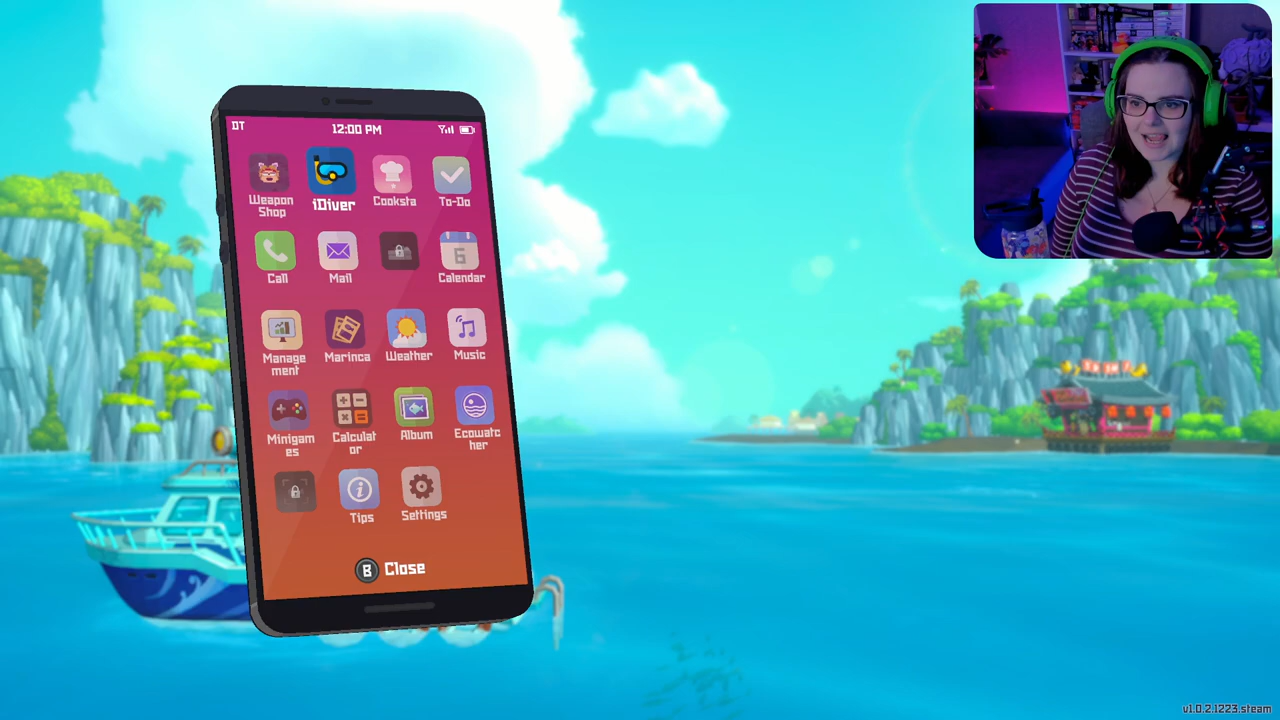 DT
12:00 PM
Weapon
Shop
iDiver
Cooksta
To-Do
Call
Mail
6
Calendar
Manage
ment
Marinca
Weather
Music
Minigam
es
Calculat
or
Album
Ecowatc
her
Tips
Settings
B Close
v1.0.2.1223.steam